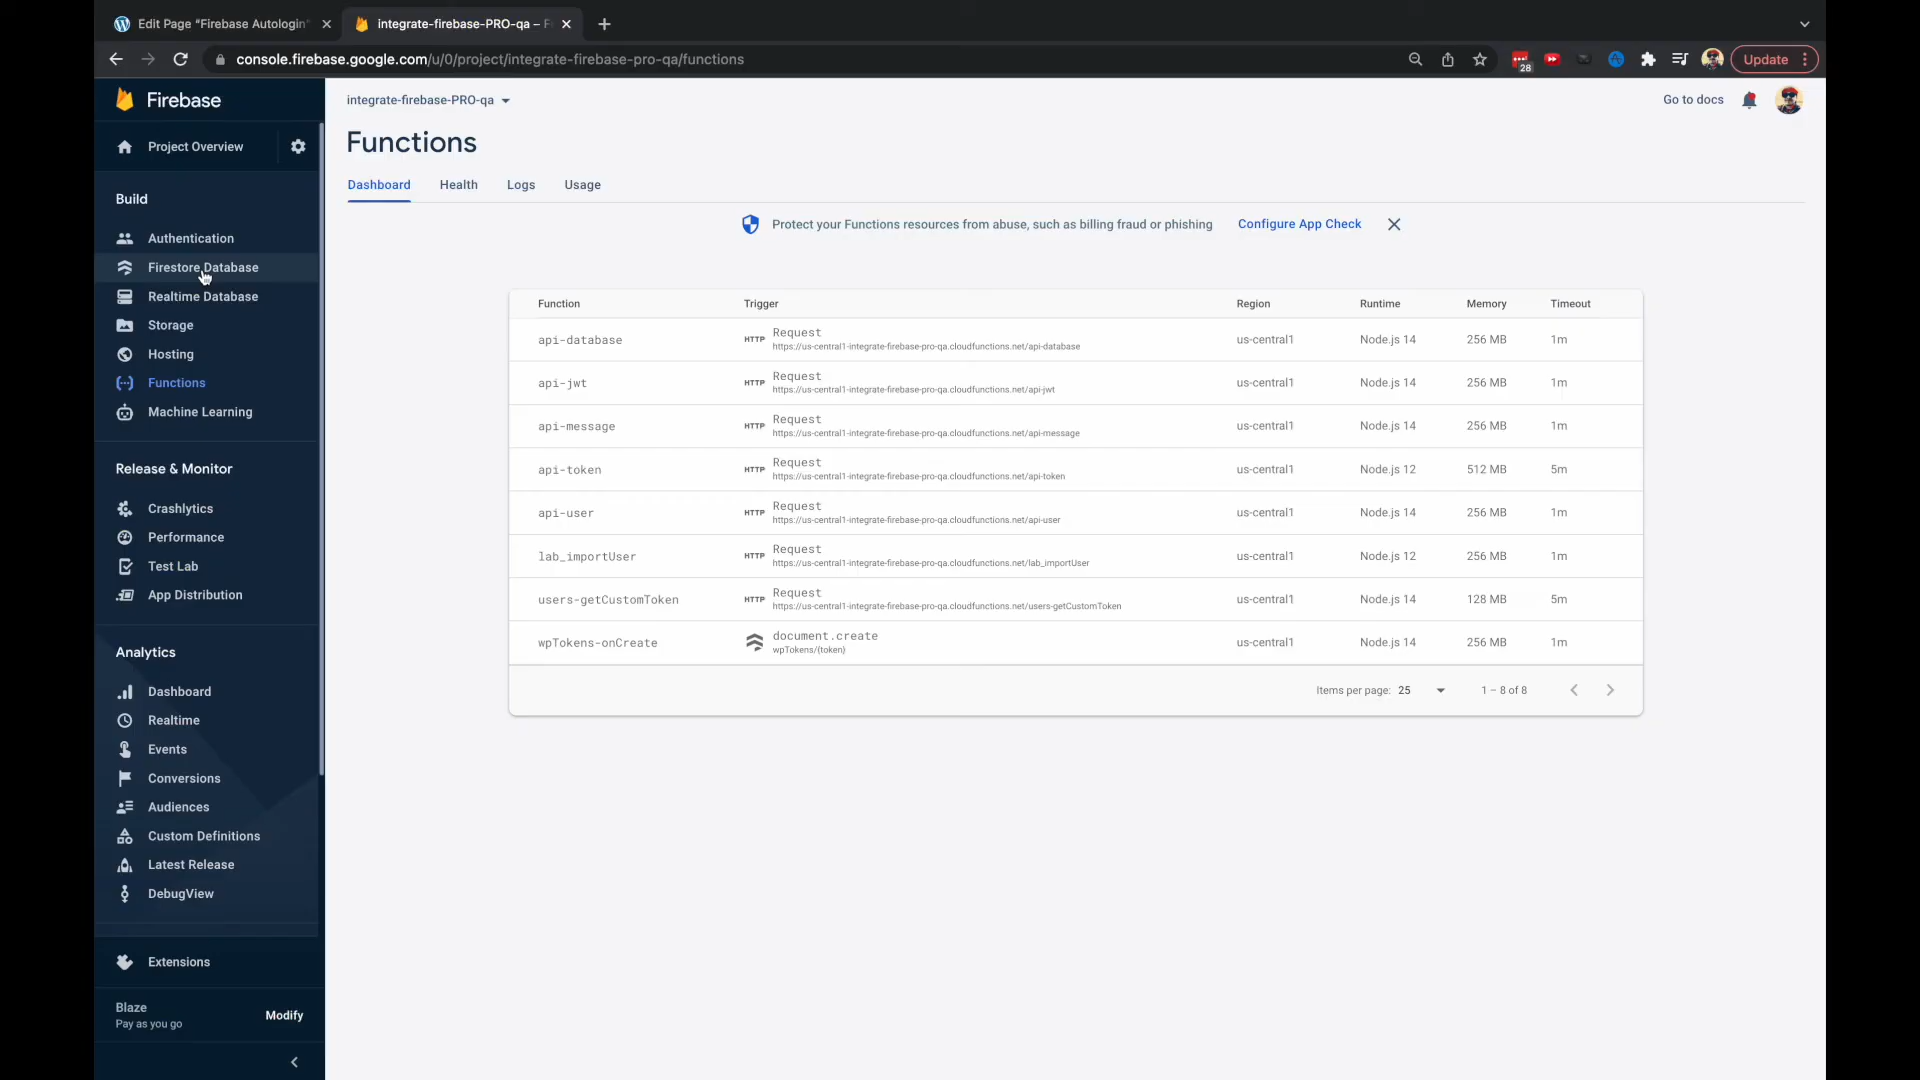 Edit Page "Firebase Autologin"
integrate-firebase-PRO-qa – F
console.firebase.google.com/u/0/project/integrate-firebase-pro-qa/functions
28
Update
Firebase
integrate-firebase-PRO-qa
Go to docs
Project Overview
Functions
Dashboard
Health
Logs
Usage
Build
Protect your Functions resources from abuse, such as billing fraud or phishing
Configure App Check
Authentication
Firestore Database
Realtime Database
Storage
Hosting
Functions
Machine Learning
Release & Monitor
Crashlytics
Performance
Test Lab
App Distribution
Analytics
Dashboard
Realtime
Events
Conversions
Audiences
Custom Definitions
Latest Release
DebugView
Extensions
Blaze
Pay as you go
Modify
Function Trigger Region Runtime Memory Timeout
api-database HTTP Request us-central1 Node.js 14 256 MB 1m
https://us-central1-integrate-firebase-pro-qa.cloudfunctions.net/api-database
api-jwt HTTP Request us-central1 Node.js 14 256 MB 1m
https://us-central1-integrate-firebase-pro-qa.cloudfunctions.net/api-jwt
api-message HTTP Request us-central1 Node.js 14 256 MB 1m
https://us-central1-integrate-firebase-pro-qa.cloudfunctions.net/api-message
api-token HTTP Request us-central1 Node.js 12 512 MB 5m
https://us-central1-integrate-firebase-pro-qa.cloudfunctions.net/api-token
api-user HTTP Request us-central1 Node.js 14 256 MB 1m
https://us-central1-integrate-firebase-pro-qa.cloudfunctions.net/api-user
lab_importUser HTTP Request us-central1 Node.js 12 256 MB 1m
https://us-central1-integrate-firebase-pro-qa.cloudfunctions.net/lab_importUser
users-getCustomToken HTTP Request us-central1 Node.js 14 128 MB 5m
https://us-central1-integrate-firebase-pro-qa.cloudfunctions.net/users-getCustomToken
wpTokens-onCreate document.create us-central1 Node.js 14 256 MB 1m
wpTokens/{token}
Items per page: 25 1 – 8 of 8